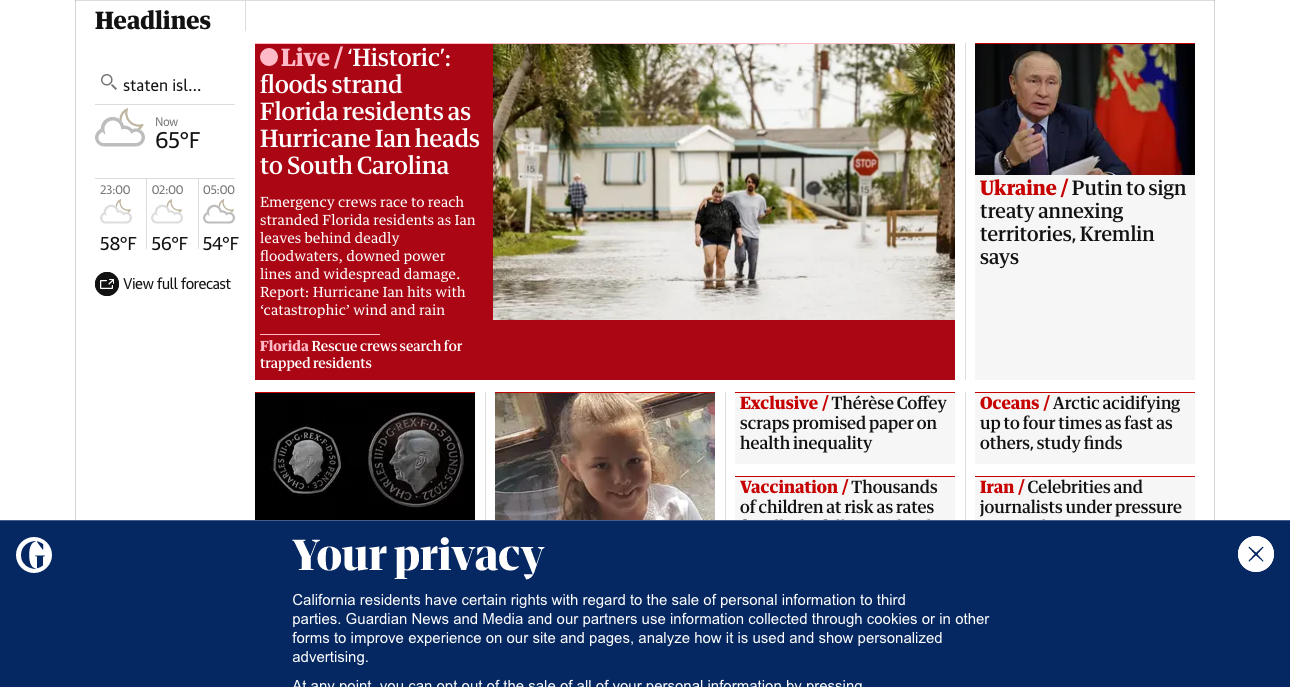 Headlines
staten isl...
Now
65°F
23:00
02:00
05:00
58°F
56°F
54°F
View full forecast
Live / ‘Historic’:
floods strand
Florida residents as
Hurricane Ian heads
to South Carolina
Emergency crews race to reach
stranded Florida residents as Ian
leaves behind deadly
floodwaters, downed power
lines and widespread damage.
Report: Hurricane Ian hits with
‘catastrophic’ wind and rain
Florida Rescue crews search for
trapped residents
15
STOP
15
Ukraine / Putin to sign
treaty annexing
territories, Kremlin
says
CHARLES III·D·G·REX·F·D·50 PENCE
CHARLES III·D·G·REX·F·D·5 POUNDS·2022
Exclusive / Thérèse Coffey
scraps promised paper on
health inequality
Vaccination / Thousands
of children at risk as rates
Oceans / Arctic acidifying
up to four times as fast as
others, study finds
Iran / Celebrities and
journalists under pressure
G
Your privacy
California residents have certain rights with regard to the sale of personal information to third
parties. Guardian News and Media and our partners use information collected through cookies or in other
forms to improve experience on our site and pages, analyze how it is used and show personalized
advertising.
At any point, you can opt out of the sale of all of your personal information by pressing